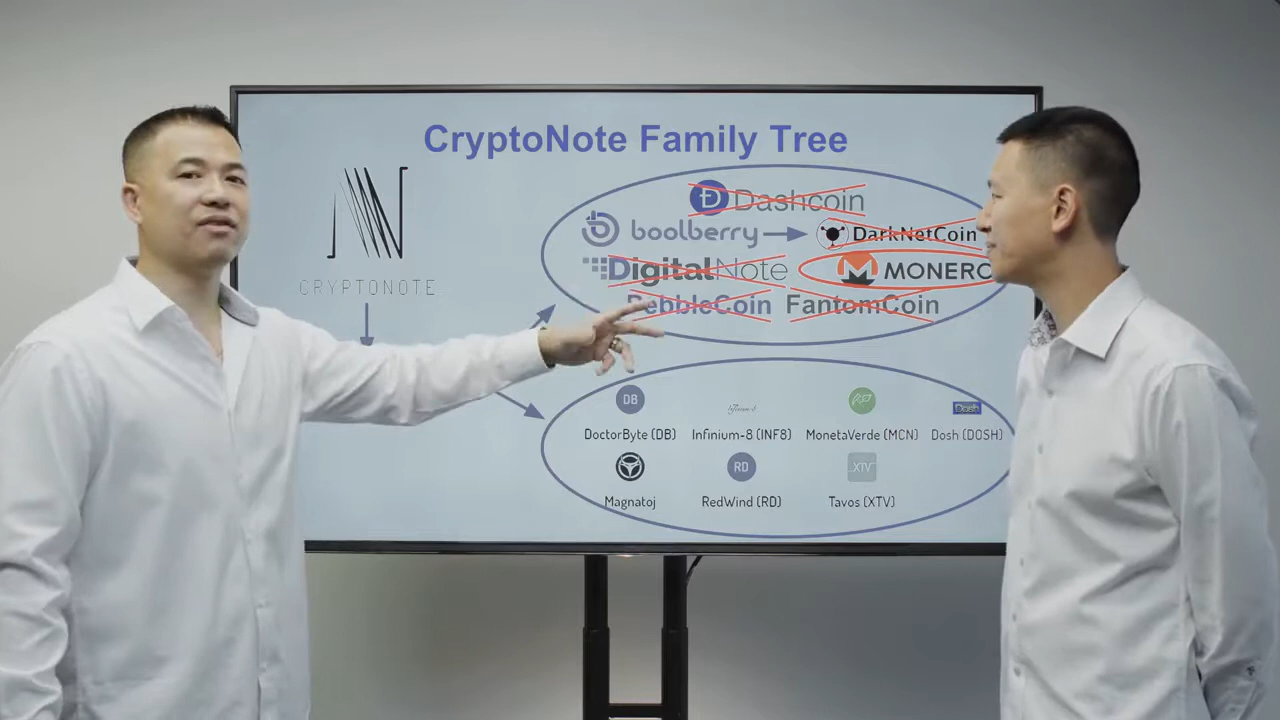 CryptoNote Family Tree
CRYPTONOTE
Dashcoin
boolberry
DarkNetCoin
DigitalNote
MONERO
PebbleCoin FantomCoin
DB
Dosh
DoctorByte (DB) Infinium-8 (INF8) MonetaVerde (MCN) Dosh (DOSH)
RD
XTV
Magnatoj RedWind (RD) Tavos (XTV)